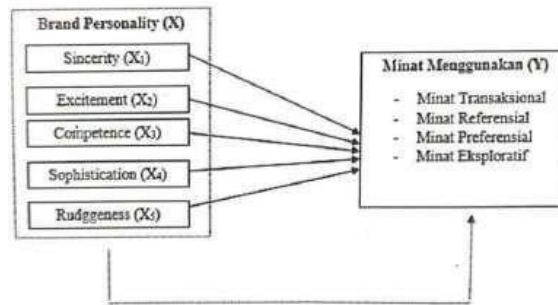 Brand Personality (X)
Sincerity (X₁)
Excitement (X₂)
Competence (X₃)
Sophistication (X₄)
Rudggeness (X₅)
Minat Menggunakan (Y)
- Minat Transaksional
- Minat Referensial
- Minat Preferensial
- Minat Eksploratif